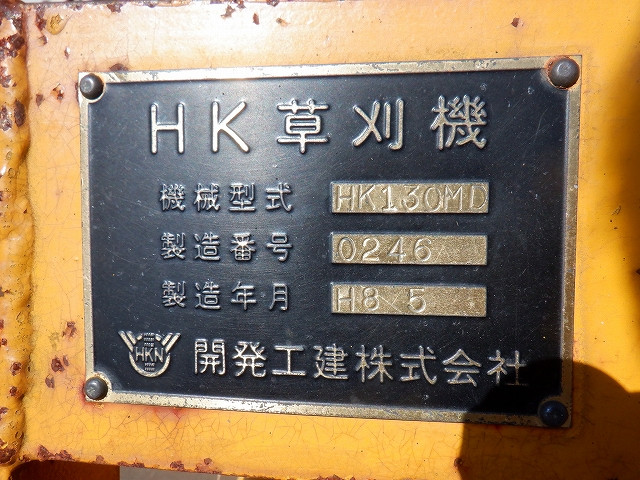 HK草刈機
機械型式 HK130MD
製造番号 0246
製造年月 H8 5
HKN 開発工建株式会社